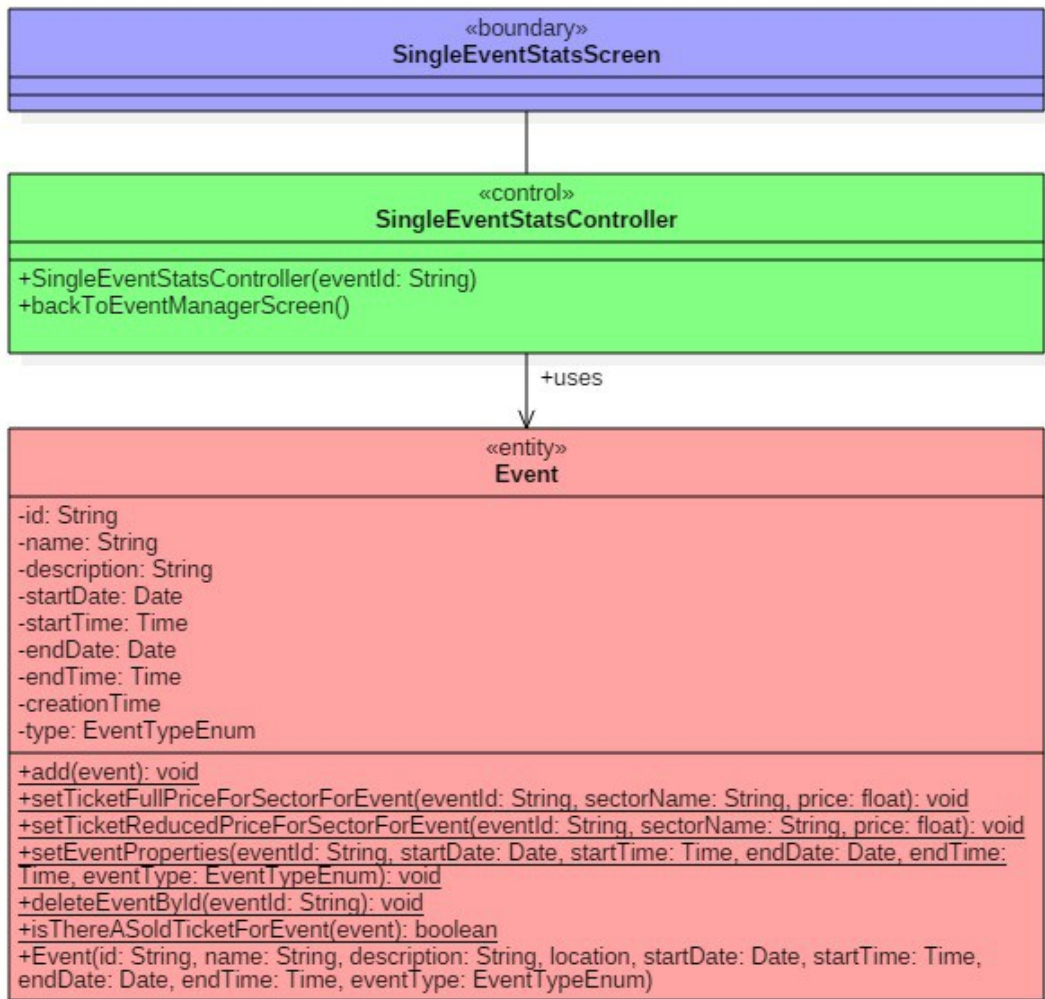 «boundary»
SingleEventStatsScreen
«control»
SingleEventStatsController
+SingleEventStatsController(eventId: String)
+backToEventManagerScreen()
+uses
«entity»
Event
-id: String
-name: String
-description: String
-startDate: Date
-startTime: Time
-endDate: Date
-endTime: Time
-creationTime
-type: EventTypeEnum
+add(event): void
+setTicketFullPriceForSectorForEvent(eventId: String, sectorName: String, price: float): void
+setTicketReducedPriceForSectorForEvent(eventId: String, sectorName: String, price: float): void
+setEventProperties(eventId: String, startDate: Date, startTime: Time, endDate: Date, endTime:
Time, eventType: EventTypeEnum): void
+deleteEventById(eventId: String): void
+isThereASoldTicketForEvent(event): boolean
+Event(id: String, name: String, description: String, location, startDate: Date, startTime: Time,
endDate: Date, endTime: Time, eventType: EventTypeEnum)